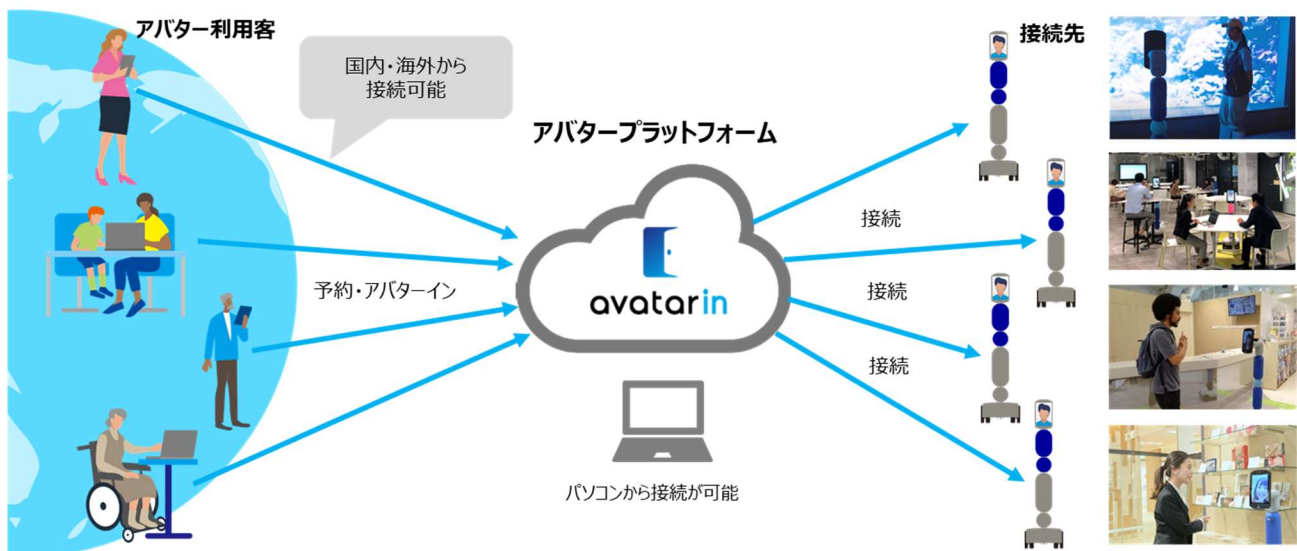 アバター利用客
国内・海外から
接続可能
接続先
アバタープラットフォーム
avatarin
予約・アバターイン
接続
接続
接続
パソコンから接続が可能